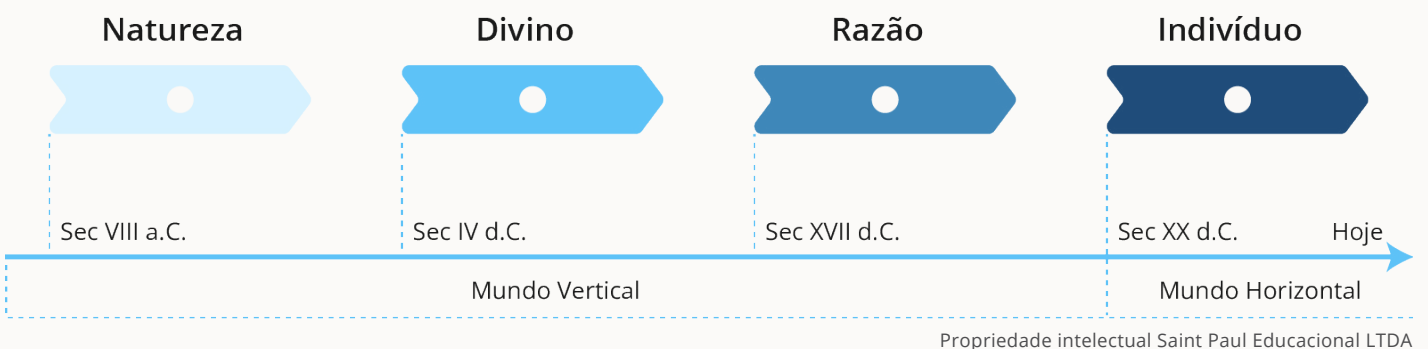 Natureza
Divino
Razão
Indivíduo
Sec VIII a.C.
Sec IV d.C.
Sec XVII d.C.
Sec XX d.C.
Hoje
Mundo Vertical
Mundo Horizontal
Propriedade intelectual Saint Paul Educacional LTDA